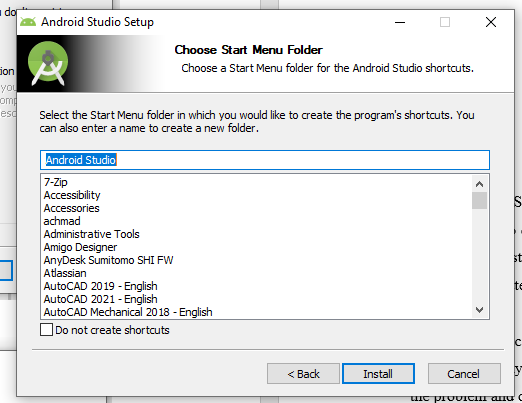 Android Studio Setup
Choose Start Menu Folder
Choose a Start Menu folder for the Android Studio shortcuts.
Select the Start Menu folder in which you would like to create the program's shortcuts. You
can also enter a name to create a new folder.
Android Studio
7-Zip
Accessibility
Accessories
achmad
Administrative Tools
Amigo Designer
AnyDesk Sumitomo SHI FW
Atlassian
AutoCAD 2019 - English
AutoCAD 2021 - English
AutoCAD Mechanical 2018 - English
Do not create shortcuts
< Back
Install
Cancel
the problem and